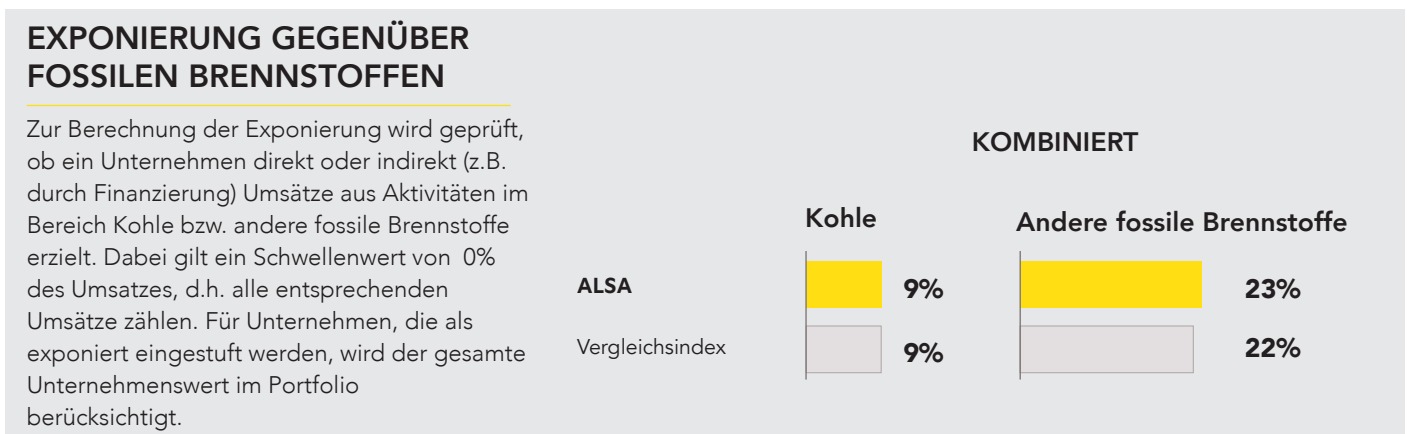 EXPONIERUNG GEGENÜBER
FOSSILEN BRENNSTOFFEN
Zur Berechnung der Exponierung wird geprüft,
ob ein Unternehmen direkt oder indirekt (z.B.
durch Finanzierung) Umsätze aus Aktivitäten im
Bereich Kohle bzw. andere fossile Brennstoffe
erzielt. Dabei gilt ein Schwellenwert von 0%
des Umsatzes, d.h. alle entsprechenden
Umsätze zählen. Für Unternehmen, die als
exponiert eingestuft werden, wird der gesamte
Unternehmenswert im Portfolio
berücksichtigt.
KOMBINIERT
Kohle Andere fossile Brennstoffe
ALSA 9% 23%
Vergleichsindex 9% 22%